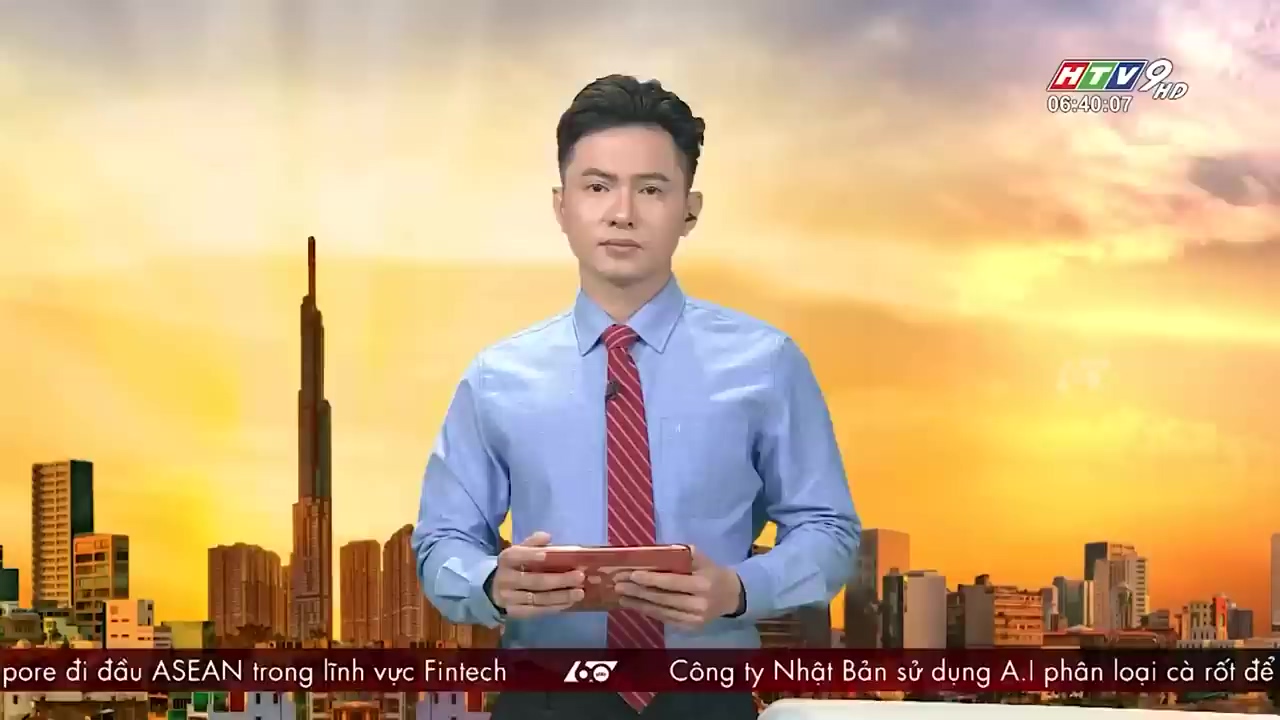 HTV9
HD
06:40:07
pore đi đầu ASEAN trong lĩnh vực Fintech
60
Công ty Nhật Bản sử dụng A.I phân loại cà rốt để